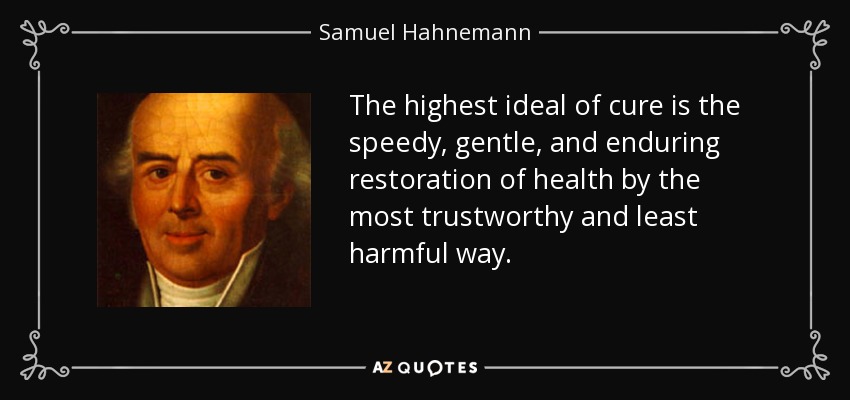 Samuel Hahnemann
The highest ideal of cure is the
speedy, gentle, and enduring
restoration of health by the
most trustworthy and least
harmful way.
AZ QUOTES